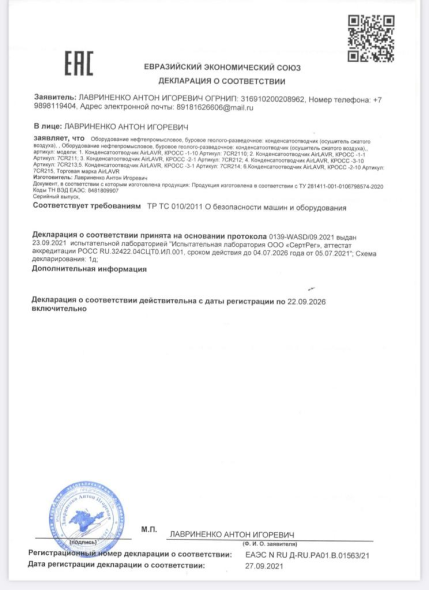 EAC
ЕВРАЗИЙСКИЙ ЭКОНОМИЧЕСКИЙ СОЮЗ
ДЕКЛАРАЦИЯ О СООТВЕТСТВИИ
Заявитель: ЛАВРИНЕНКО АНТОН ИГОРЕВИЧ ОГРНИП: 316910200208962, Номер телефона: +7
9898119404, Адрес электронной почты: 89181626606@mail.ru
В лице: ЛАВРИНЕНКО АНТОН ИГОРЕВИЧ
заявляет, что Оборудование нефтепромысловое, буровое геолого-разведочное: конденсатоотводчик (осушитель сжатого
воздуха)., Оборудование нефтепромысловое, буровое геолого-разведочное: конденсатоотводчик (осушитель сжатого воздуха).,
артикул: модели: 1. Конденсатоотводчик AirLAVR, КРОСС -1-10 Артикул: 7CR2110; 2. Конденсатоотводчик AirLAVR, КРОСС -1-1
Артикул: 7CR211; 3. Конденсатоотводчик AirLAVR, КРОСС -2-1 Артикул: 7CR212; 4. Конденсатоотводчик AirLAVR, КРОСС -3-10
Артикул: 7CR213;5. Конденсатоотводчик AirLAVR, КРОСС -3-1 Артикул: 7CR214; 6.Конденсатоотводчик AirLAVR, КРОСС -2-10 Артикул:
7CR215, Торговая марка AirLAVR
Изготовитель: Лавриненко Антон Игоревич
Документ, в соответствии с которым изготовлена продукция: Продукция изготовлена в соответствии с ТУ 281411-001-0106798574-2020
Коды ТН ВЭД ЕАЭС: 8481809907
Серийный выпуск,
Соответствует требованиям ТР ТС 010/2011 О безопасности машин и оборудования
Декларация о соответствии принята на основании протокола 0139-WASD/09.2021 выдан
23.09.2021 испытательной лабораторией "Испытательная лаборатория ООО «СертРег», аттестат
аккредитации РОСС RU.32422.04СЦТ0.ИЛ.001, сроком действия до 04.07.2026 года от 05.07.2021"; Схема
декларирования: 1д;
Дополнительная информация
Декларация о соответствии действительна с даты регистрации по 22.09.2026
включительно
Лавриненко Антон Игоревич
М.П.
ЛАВРИНЕНКО АНТОН ИГОРЕВИЧ
(подпись)
(Ф. И. О. заявителя)
Регистрационный номер декларации о соответствии: ЕАЭС N RU Д-RU.РА01.В.01563/21
Дата регистрации декларации о соответствии: 27.09.2021